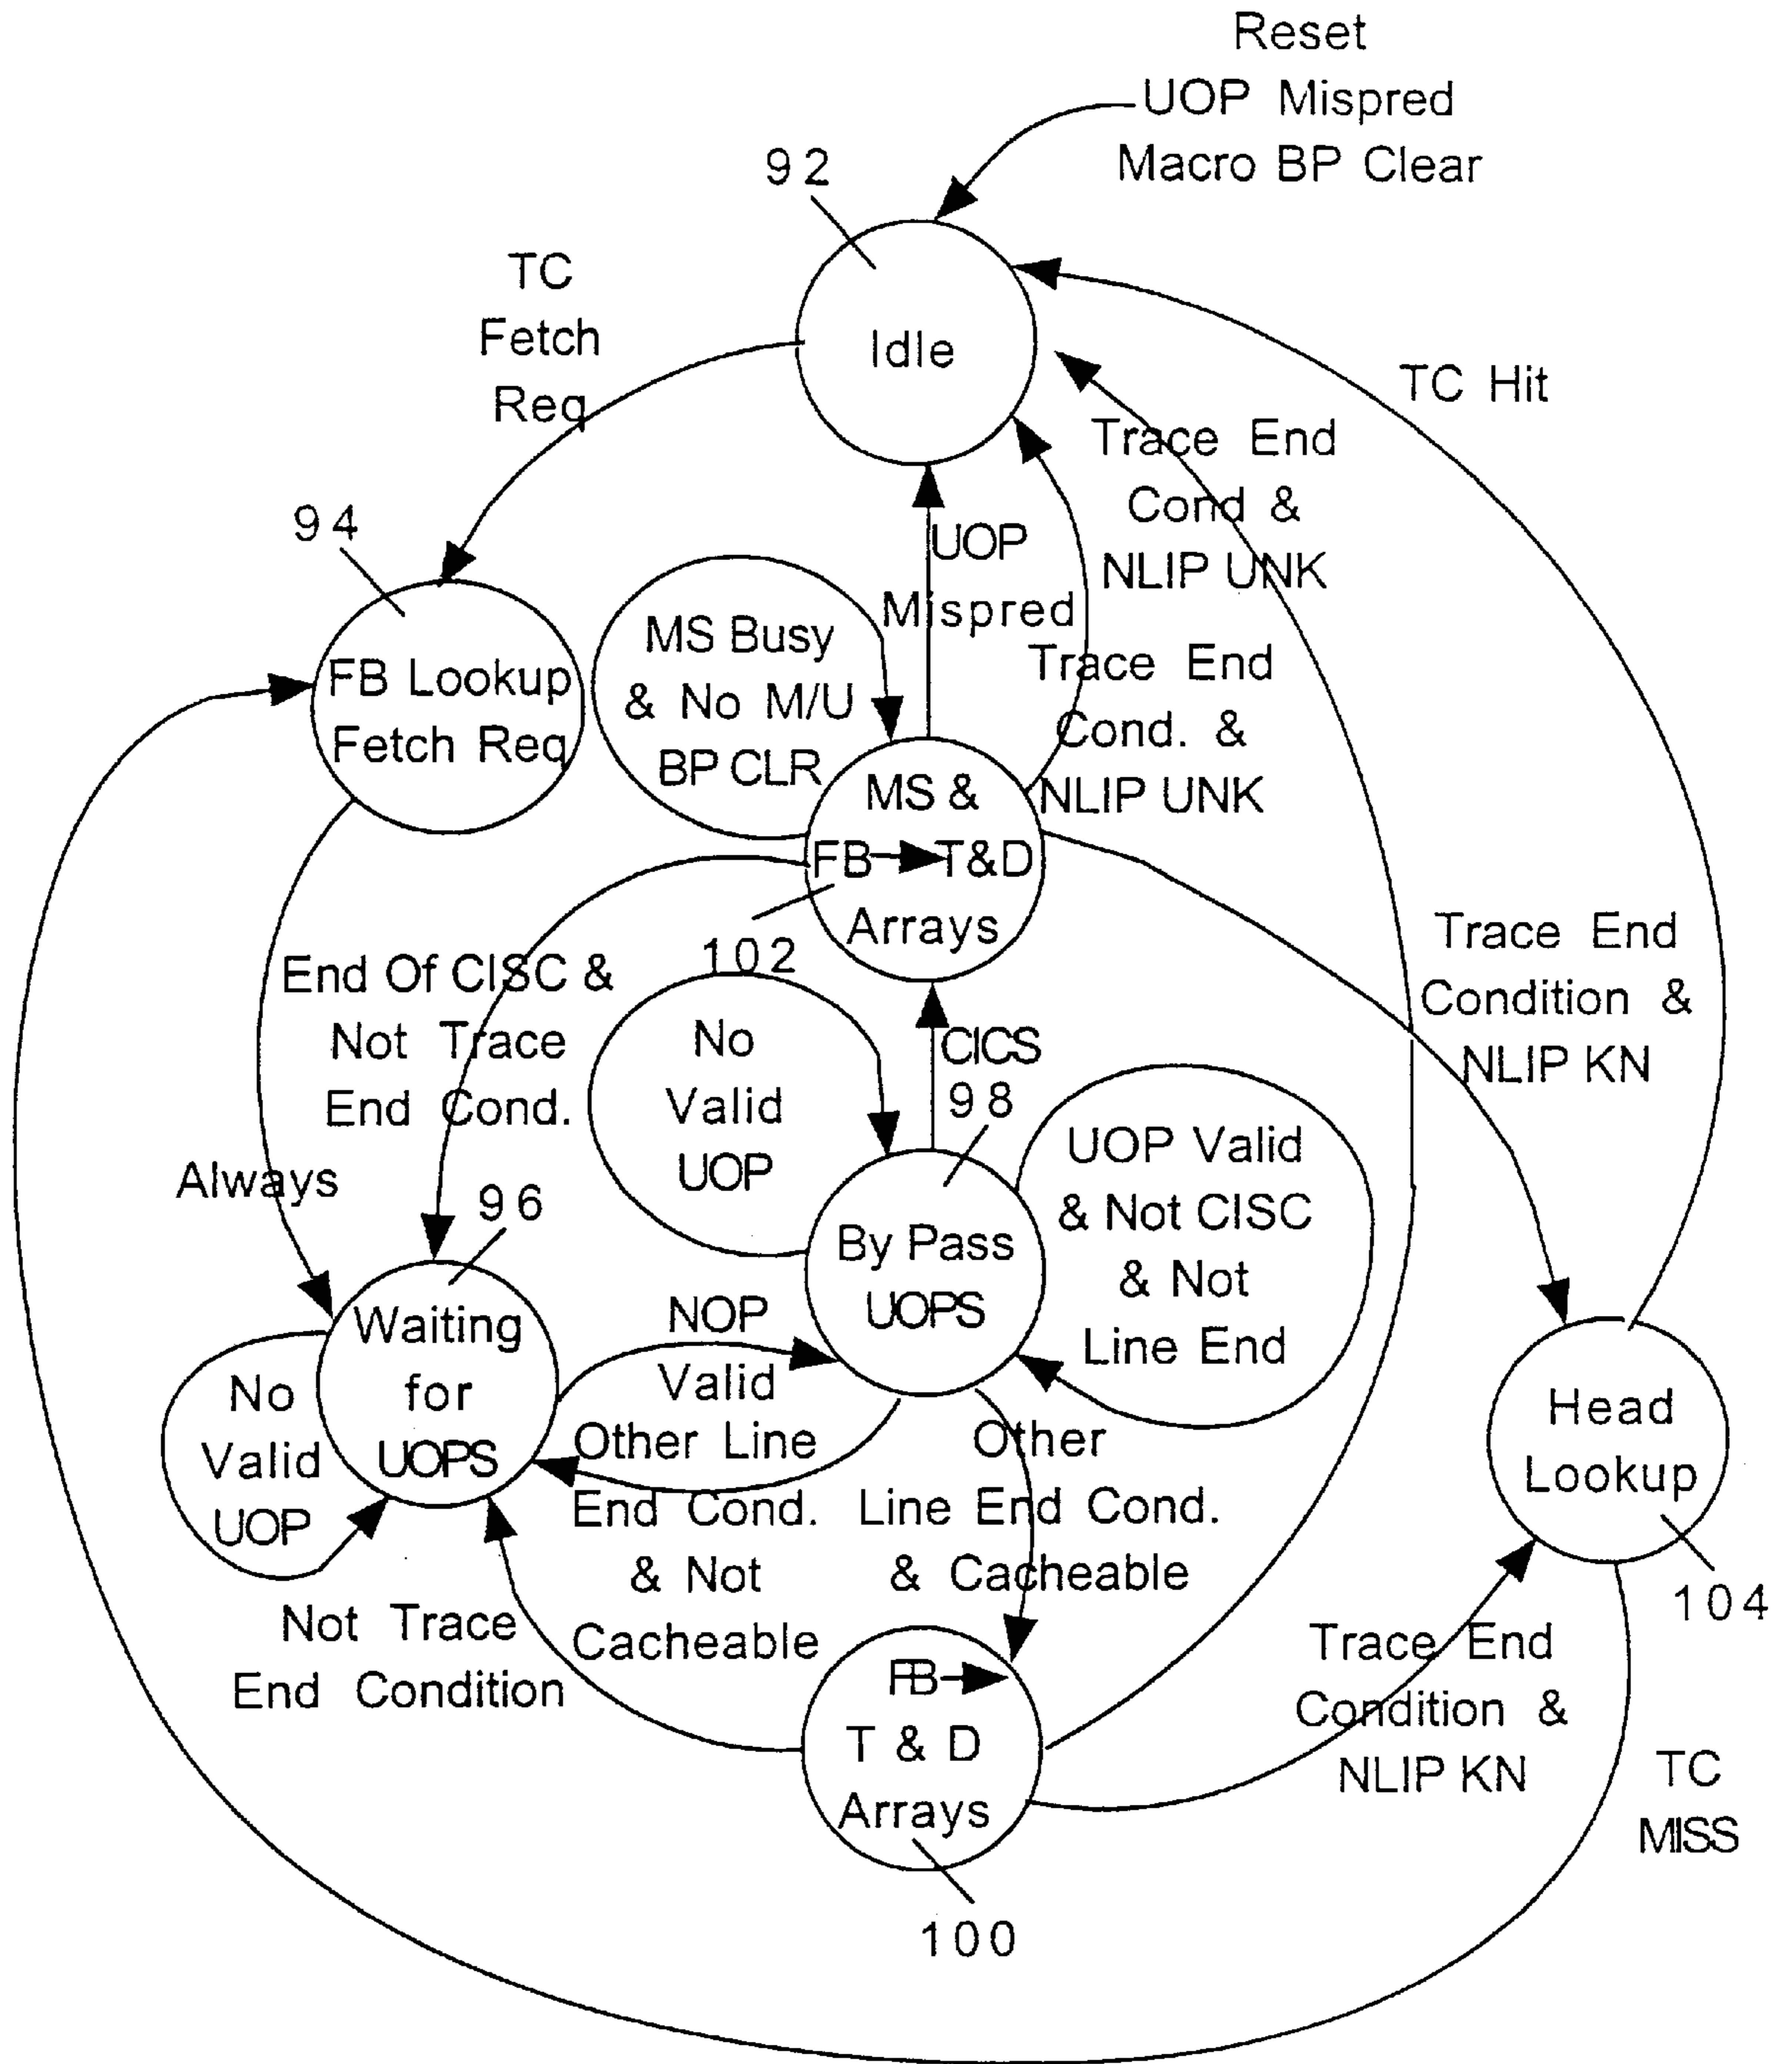 Reset
UOP Mispred
Macro BP Clear
92
TC
Fetch
Req
Idle
TC Hit
Trace End
Cond &
NLIP UNK
94
UOP
Mispred
FB Lookup
Fetch Req
MS Busy
& No M/U
BP CLR
Trace End
Cond. &
NLIP UNK
MS &
FB T&D
Arrays
102
Trace End
Condition &
NLIP KN
End Of CISC &
Not Trace
End Cond.
No
Valid
UOP
CICS
98
UOP Valid
& Not CISC
& Not
Line End
Always
96
By Pass
UOPS
Waiting
for
UOPS
NOP
Valid
No
Valid
UOP
Other Line
End Cond.
& Not
Cacheable
Other
Line End Cond.
& Cacheable
Head
Lookup
104
Not Trace
End Condition
FB
T & D
Arrays
100
Trace End
Condition &
NLIP KN
TC
MISS